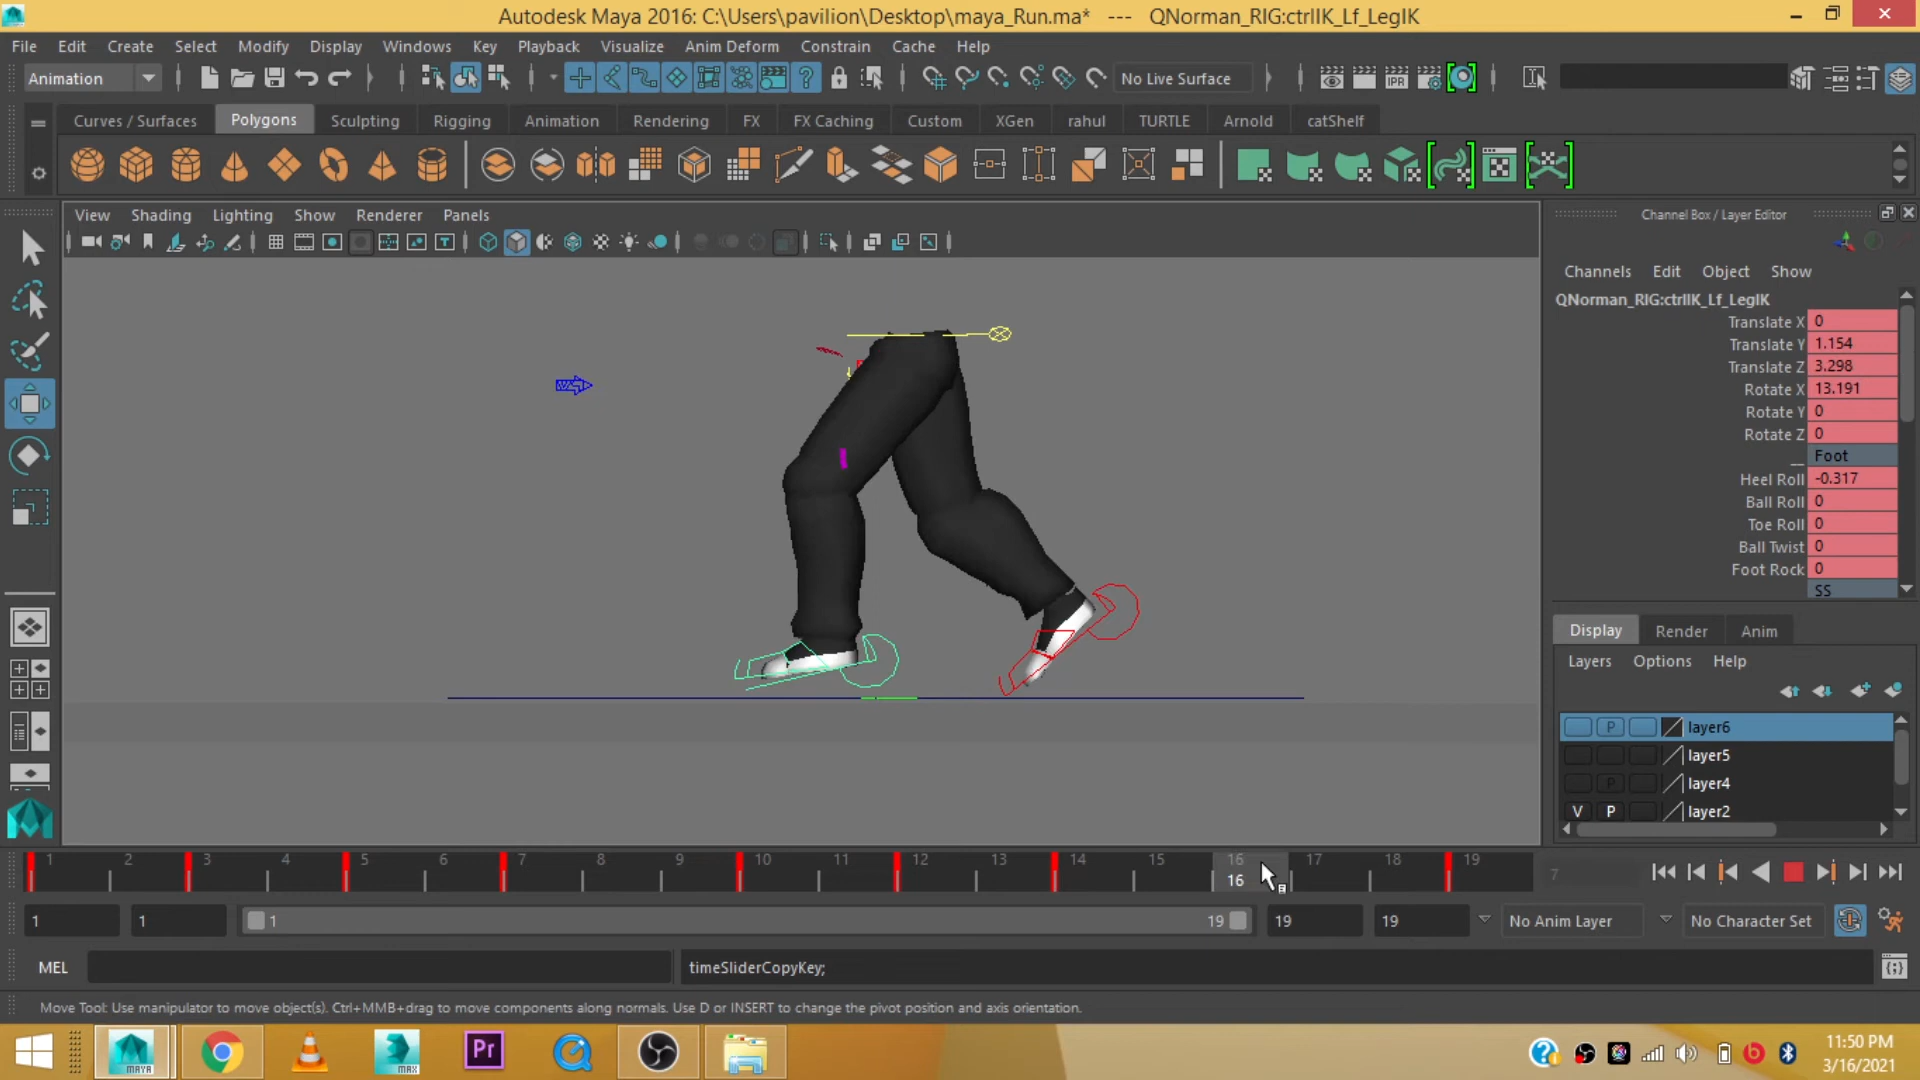 Autodesk Maya 2016: C:\Users\pavilion\Desktop\maya_Run.ma* --- QNorman_RIG:ctrlIK_Lf_LegIK
File Edit Create Select Modify Display Windows Key Playback Visualize Anim Deform Constrain Cache Help
Animation No Live Surface IPR
Curves / Surfaces Polygons Sculpting Rigging Animation Rendering FX FX Caching Custom XGen rahul TURTLE Arnold catShelf
View Shading Lighting Show Renderer Panels
Channel Box / Layer Editor
Channels Edit Object Show
QNorman_RIG:ctrlIK_Lf_LegIK
Translate X 0
Translate Y 1.154
Translate Z 3.298
Rotate X 13.191
Rotate Y 0
Rotate Z 0
__ Foot
Heel Roll -0.317
Ball Roll 0
Toe Roll 0
Ball Twist 0
Foot Rock 0
SS
Display Render Anim
Layers Options Help
P layer6
layer5
P layer4
V P layer2
1 2 3 4 5 6 7 8 9 10 11 12 13 14 15 16 17 18 19
16
7
1 1 1 19 19 19 No Anim Layer No Character Set
MEL timeSliderCopyKey;
Move Tool: Use manipulator to move object(s). Ctrl+MMB+drag to move components along normals. Use D or INSERT to change the pivot position and axis orientation.
MAYA MAX Pr
11:50 PM
3/16/2021